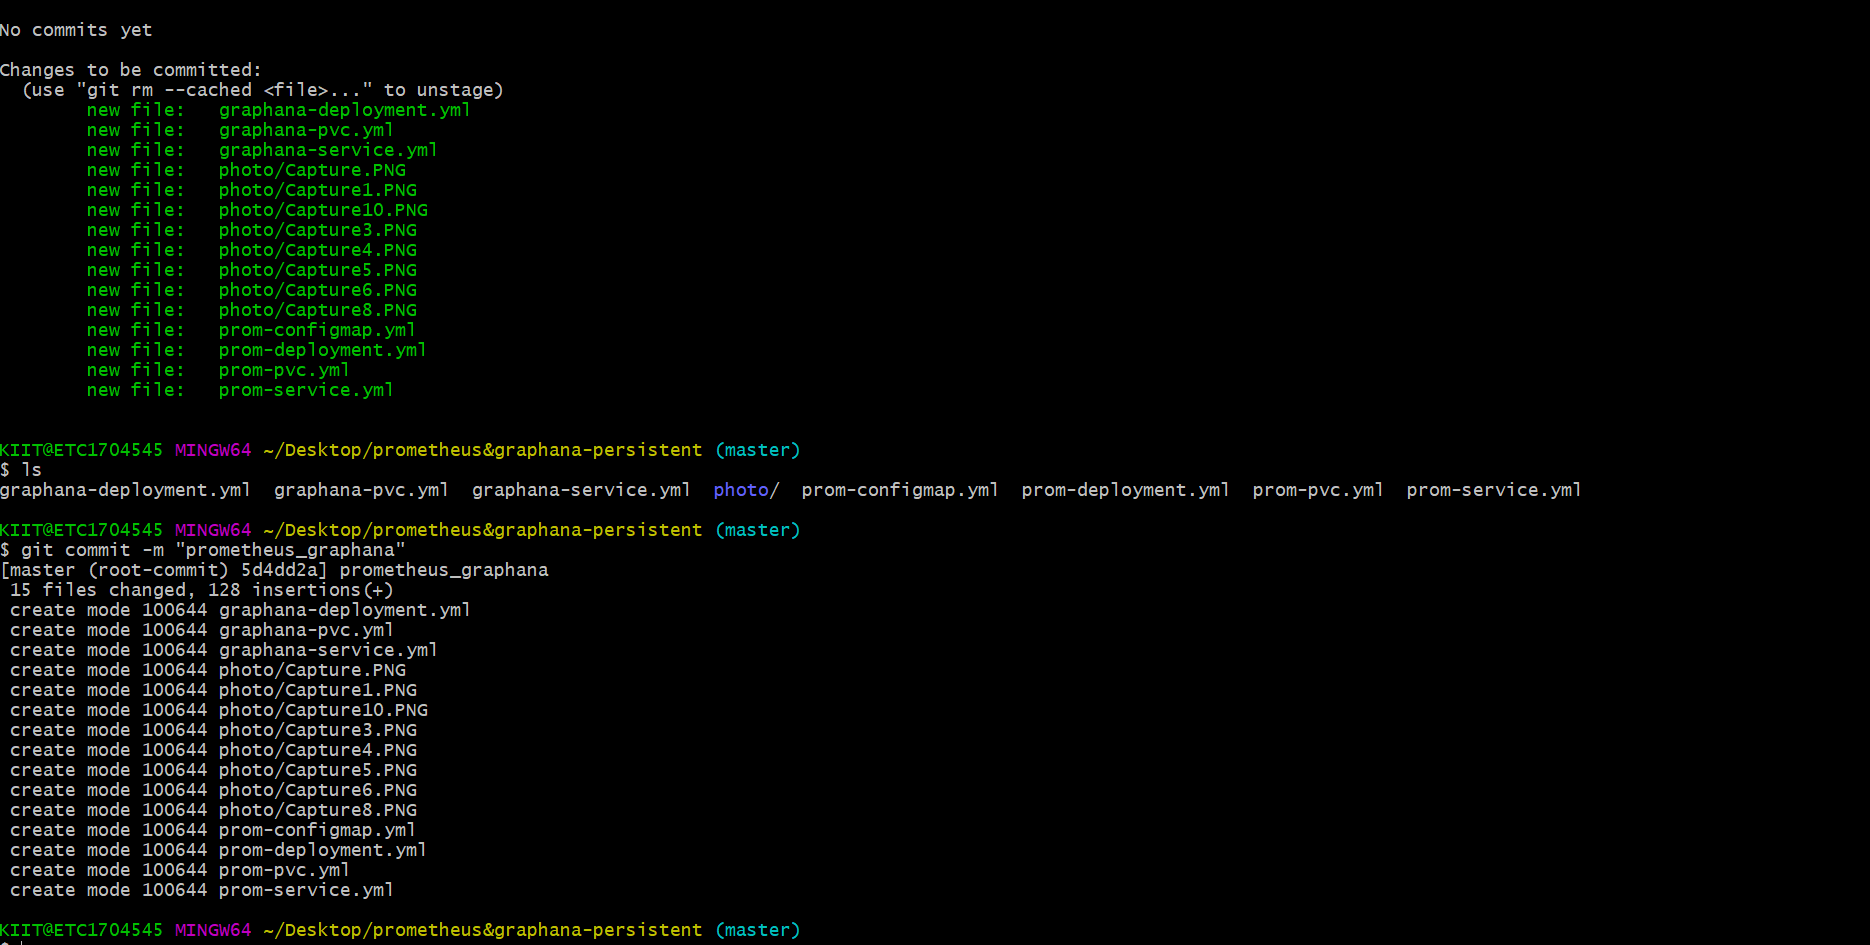 No commits yet
Changes to be committed:
(use "git rm --cached <file>..." to unstage)
new file: graphana-deployment.yml
new file: graphana-pvc.yml
new file: graphana-service.yml
new file: photo/Capture.PNG
new file: photo/Capture1.PNG
new file: photo/Capture10.PNG
new file: photo/Capture3.PNG
new file: photo/Capture4.PNG
new file: photo/Capture5.PNG
new file: photo/Capture6.PNG
new file: photo/Capture8.PNG
new file: prom-configmap.yml
new file: prom-deployment.yml
new file: prom-pvc.yml
new file: prom-service.yml
KIIT@ETC1704545 MINGW64 ~/Desktop/prometheus&graphana-persistent (master)
$ ls
graphana-deployment.yml graphana-pvc.yml graphana-service.yml photo/ prom-configmap.yml prom-deployment.yml prom-pvc.yml prom-service.yml
KIIT@ETC1704545 MINGW64 ~/Desktop/prometheus&graphana-persistent (master)
$ git commit -m "prometheus_graphana"
[master (root-commit) 5d4dd2a] prometheus_graphana
15 files changed, 128 insertions(+)
create mode 100644 graphana-deployment.yml
create mode 100644 graphana-pvc.yml
create mode 100644 graphana-service.yml
create mode 100644 photo/Capture.PNG
create mode 100644 photo/Capture1.PNG
create mode 100644 photo/Capture10.PNG
create mode 100644 photo/Capture3.PNG
create mode 100644 photo/Capture4.PNG
create mode 100644 photo/Capture5.PNG
create mode 100644 photo/Capture6.PNG
create mode 100644 photo/Capture8.PNG
create mode 100644 prom-configmap.yml
create mode 100644 prom-deployment.yml
create mode 100644 prom-pvc.yml
create mode 100644 prom-service.yml
KIIT@ETC1704545 MINGW64 ~/Desktop/prometheus&graphana-persistent (master)